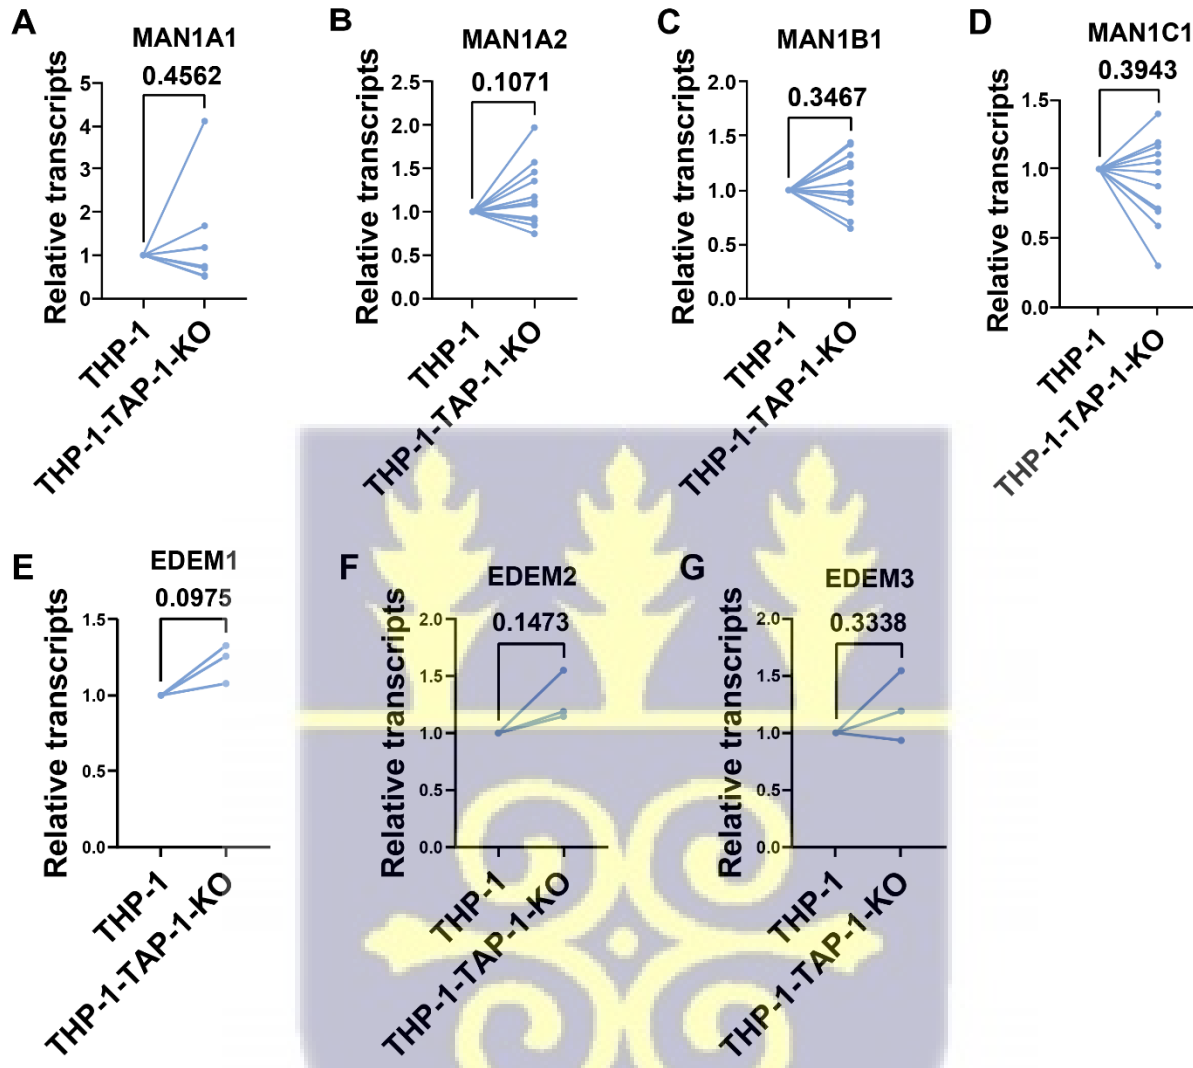 A
MAN1A1
0.4562
Relative transcripts
5
4
3
2
1
0
THP-1
THP-1-TAP-1-KO
B
MAN1A2
0.1071
Relative transcripts
2.5
2.0
1.5
1.0
0.5
0.0
THP-1
THP-1-TAP-1-KO
C
MAN1B1
0.3467
Relative transcripts
2.0
1.5
1.0
0.5
0.0
THP-1
THP-1-TAP-1-KO
D
MAN1C1
0.3943
Relative transcripts
1.5
1.0
0.5
0.0
THP-1
THP-1-TAP-1-KO
E
EDEM1
0.0975
Relative transcripts
1.5
1.0
0.5
0.0
THP-1
THP-1-TAP-1-KO
F
EDEM2
0.1473
Relative transcripts
2.0
1.5
1.0
0.5
0.0
THP-1
THP-1-TAP-1-KO
G
EDEM3
0.3338
Relative transcripts
2.0
1.5
1.0
0.5
0.0
THP-1
THP-1-TAP-1-KO